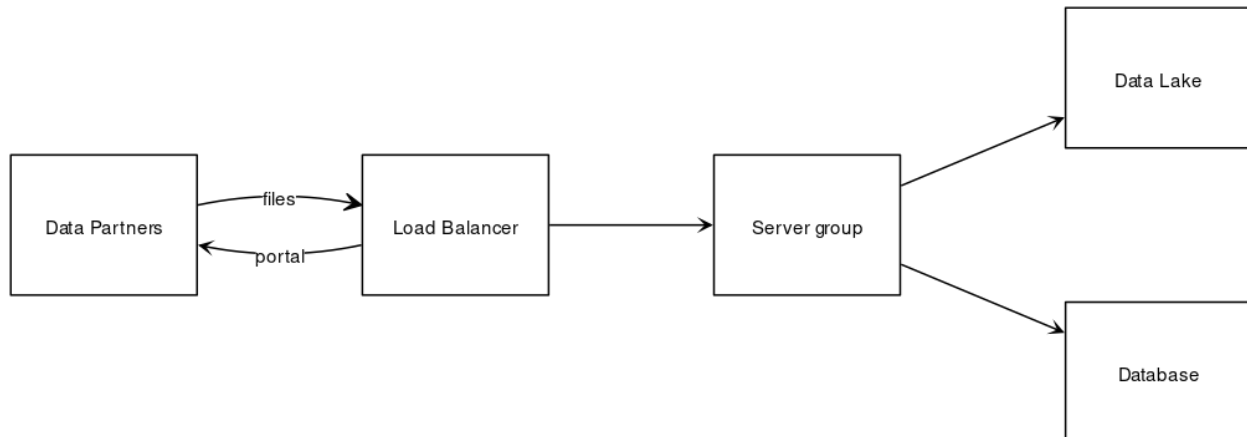 Data Lake
files
Data Partners
Load Balancer
Server group
portal
Database